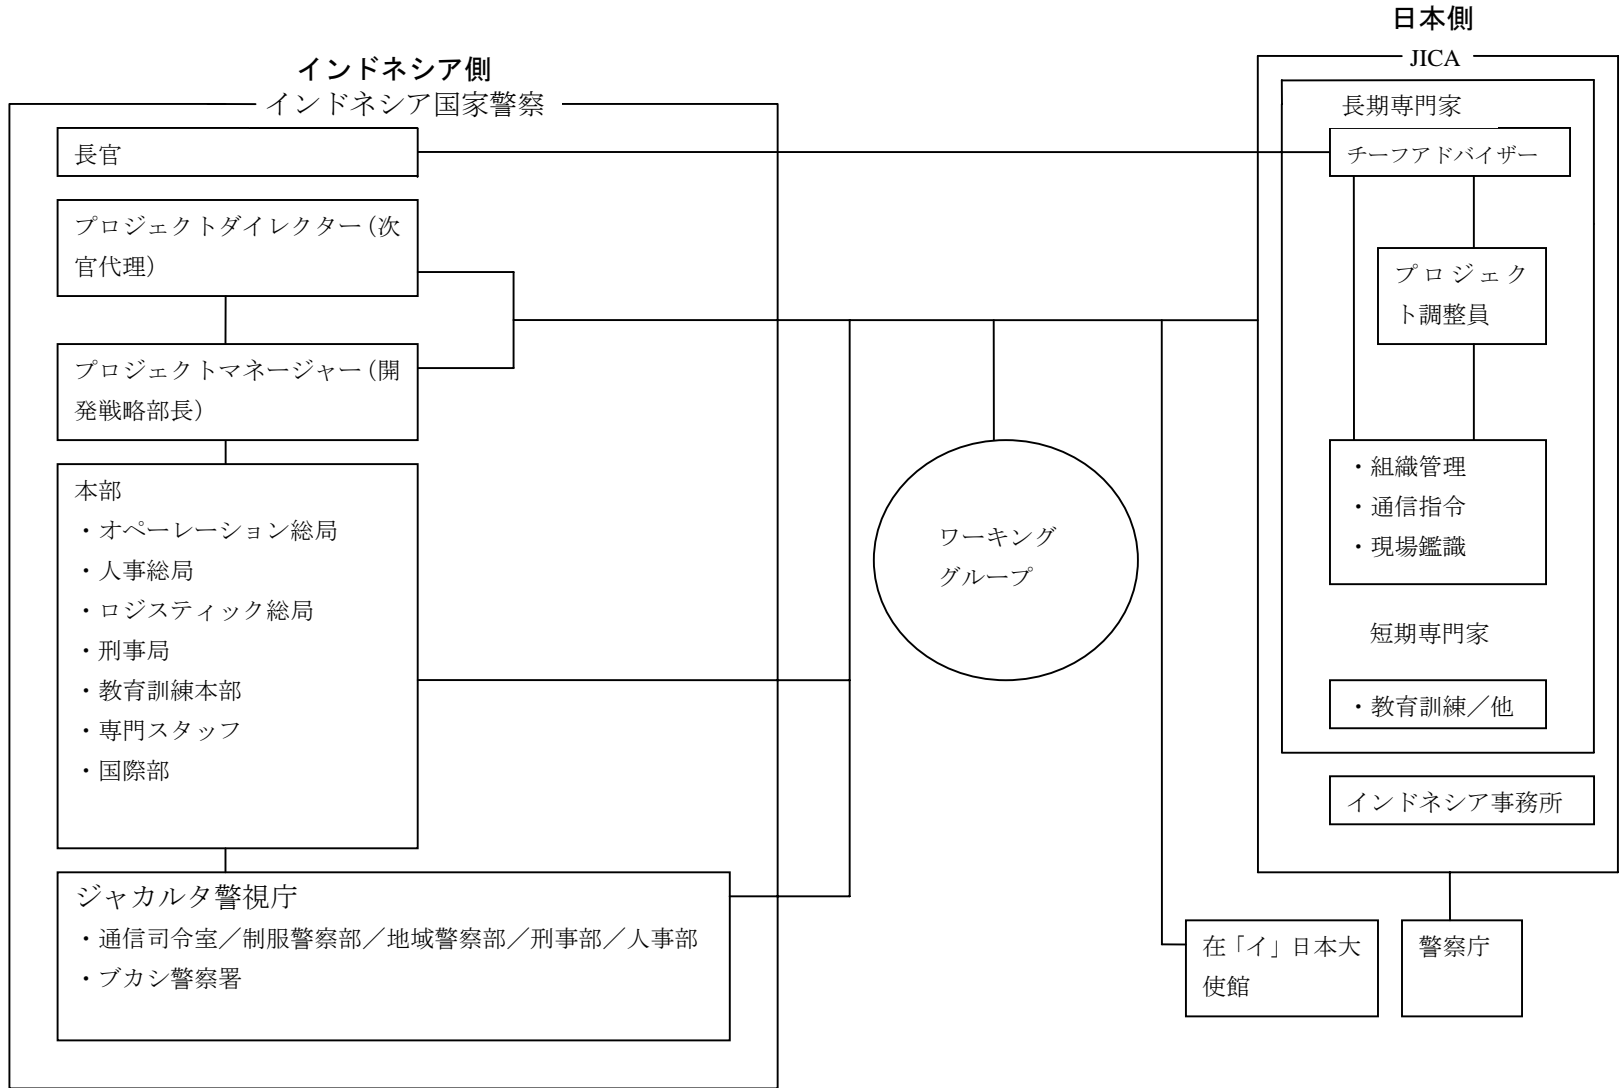 日本側
JICA
インドネシア側
インドネシア国家警察
長官
プロジェクトダイレクター（次
官代理）
プロジェクトマネージャー（開
発戦略部長）
本部
・オペーレーション総局
・人事総局
・ロジスティック総局
・刑事局
・教育訓練本部
・専門スタッフ
・国際部
ジャカルタ警視庁
・通信司令室／制服警察部／地域警察部／刑事部／人事部
・ブカシ警察署
ワーキング
グループ
長期専門家
チーフアドバイザー
プロジェク
ト調整員
・組織管理
・通信指令
・現場鑑識
短期専門家
・教育訓練／他
インドネシア事務所
在「イ」日本大
使館
警察庁